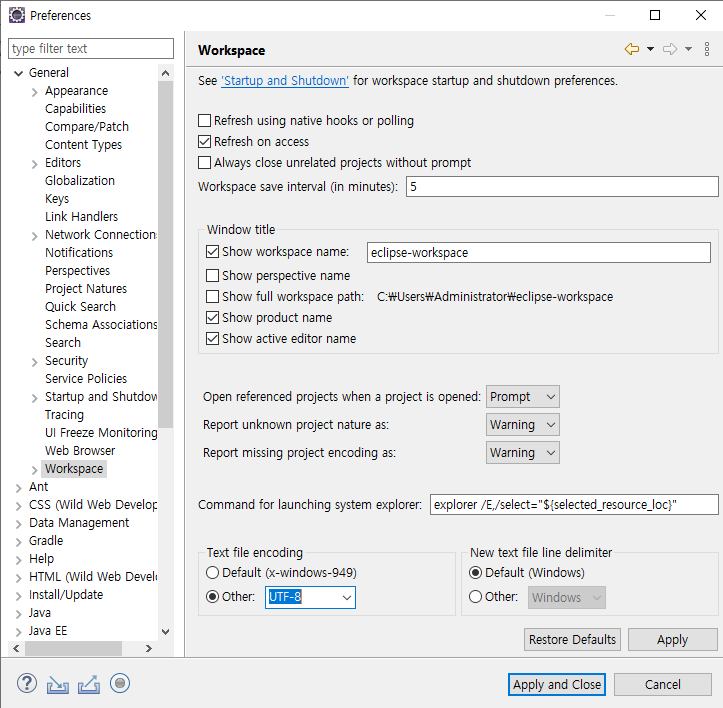 Preferences
type filter text
General
Appearance
Capabilities
Compare/Patch
Content Types
Editors
Globalization
Keys
Link Handlers
Network Connection
Notifications
Perspectives
Project Natures
Quick Search
Schema Associations
Search
Security
Service Policies
Startup and Shutdow
Tracing
UI Freeze Monitoring
Web Browser
Workspace
Ant
CSS (Wild Web Develop
Data Management
Gradle
Help
HTML (Wild Web Develo
Install/Update
Java
Java EE
Workspace
See 'Startup and Shutdown' for workspace startup and shutdown preferences.
Refresh using native hooks or polling
Refresh on access
Always close unrelated projects without prompt
Workspace save interval (in minutes): 5
Window title
Show workspace name: eclipse-workspace
Show perspective name
Show full workspace path: C:₩Users₩Administrator₩eclipse-workspace
Show product name
Show active editor name
Open referenced projects when a project is opened: Prompt
Report unknown project nature as: Warning
Report missing project encoding as: Warning
Command for launching system explorer: explorer /E,/select="${selected_resource_loc}"
Text file encoding
Default (x-windows-949)
Other: UTF-8
New text file line delimiter
Default (Windows)
Other: Windows
Restore Defaults Apply
? Apply and Close Cancel